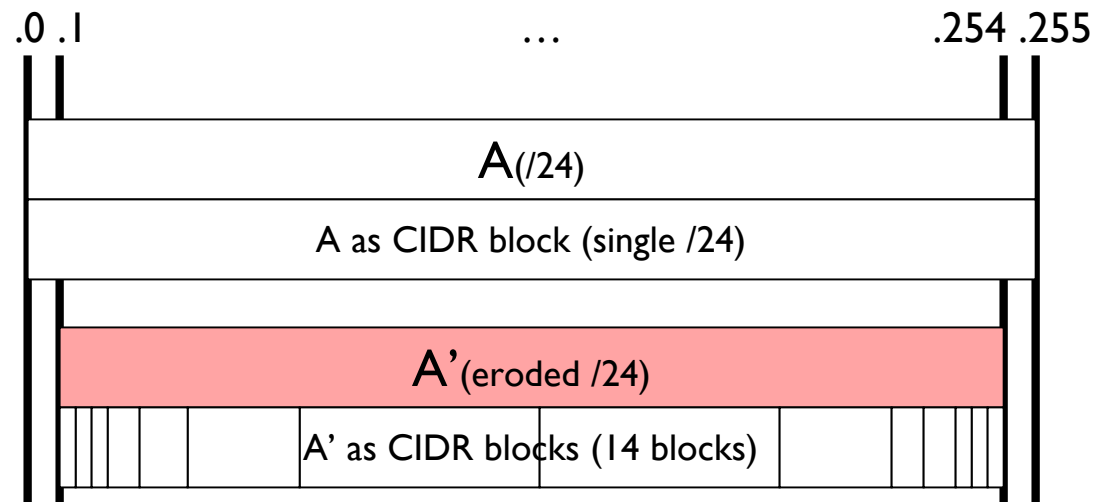 .0 .1 … .254 .255
A(/24)
A as CIDR block (single /24)
A’(eroded /24)
A’ as CIDR blocks (14 blocks)